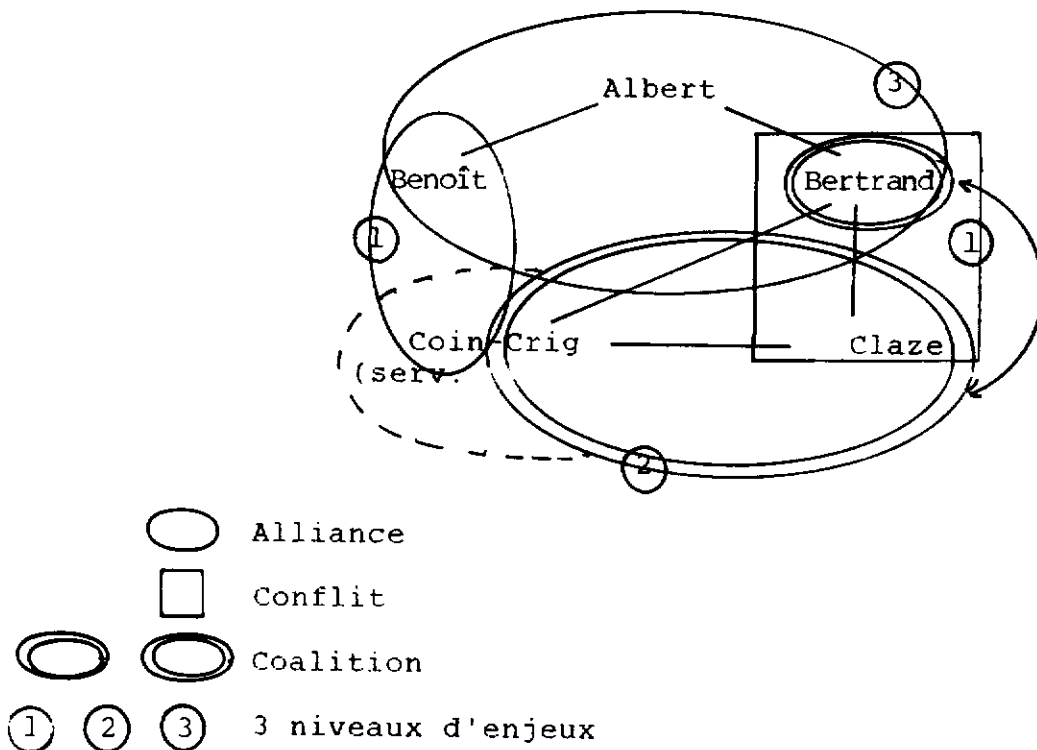 3
Albert
Benoît
Bertrand
1
1
Coin-Crig
Claze
(serv.
2
Alliance
Conflit
Coalition
1 2 3 3 niveaux d'enjeux